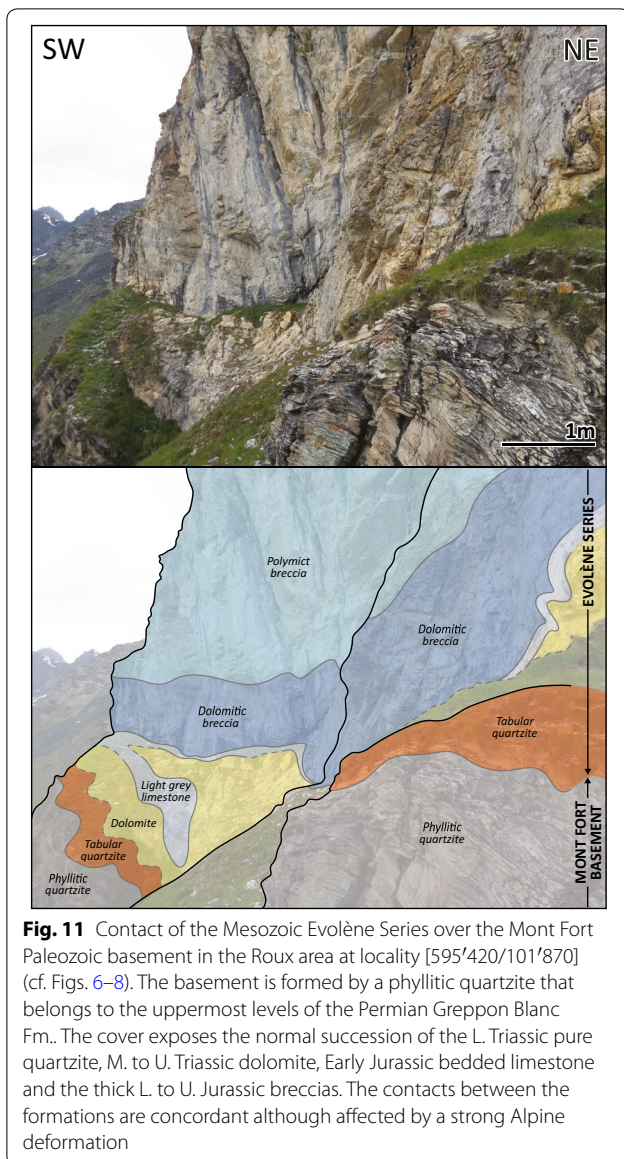 SW
NE
1m
Polymict
breccia
Dolomitic
breccia
Dolomitic
breccia
Tabular
quartzite
Light grey
limestone
Dolomite
Tabular
quartzite
Phyllitic
quartzite
Phyllitic
quartzite
EVOLÈNE SERIES
MONT FORT
BASEMENT
Fig. 11 Contact of the Mesozoic Evolène Series over the Mont Fort
Paleozoic basement in the Roux area at locality [595′420/101′870]
(cf. Figs. 6–8). The basement is formed by a phyllitic quartzite that
belongs to the uppermost levels of the Permian Greppon Blanc
Fm.. The cover exposes the normal succession of the L. Triassic pure
quartzite, M. to U. Triassic dolomite, Early Jurassic bedded limestone
and the thick L. to U. Jurassic breccias. The contacts between the
formations are concordant although affected by a strong Alpine
deformation